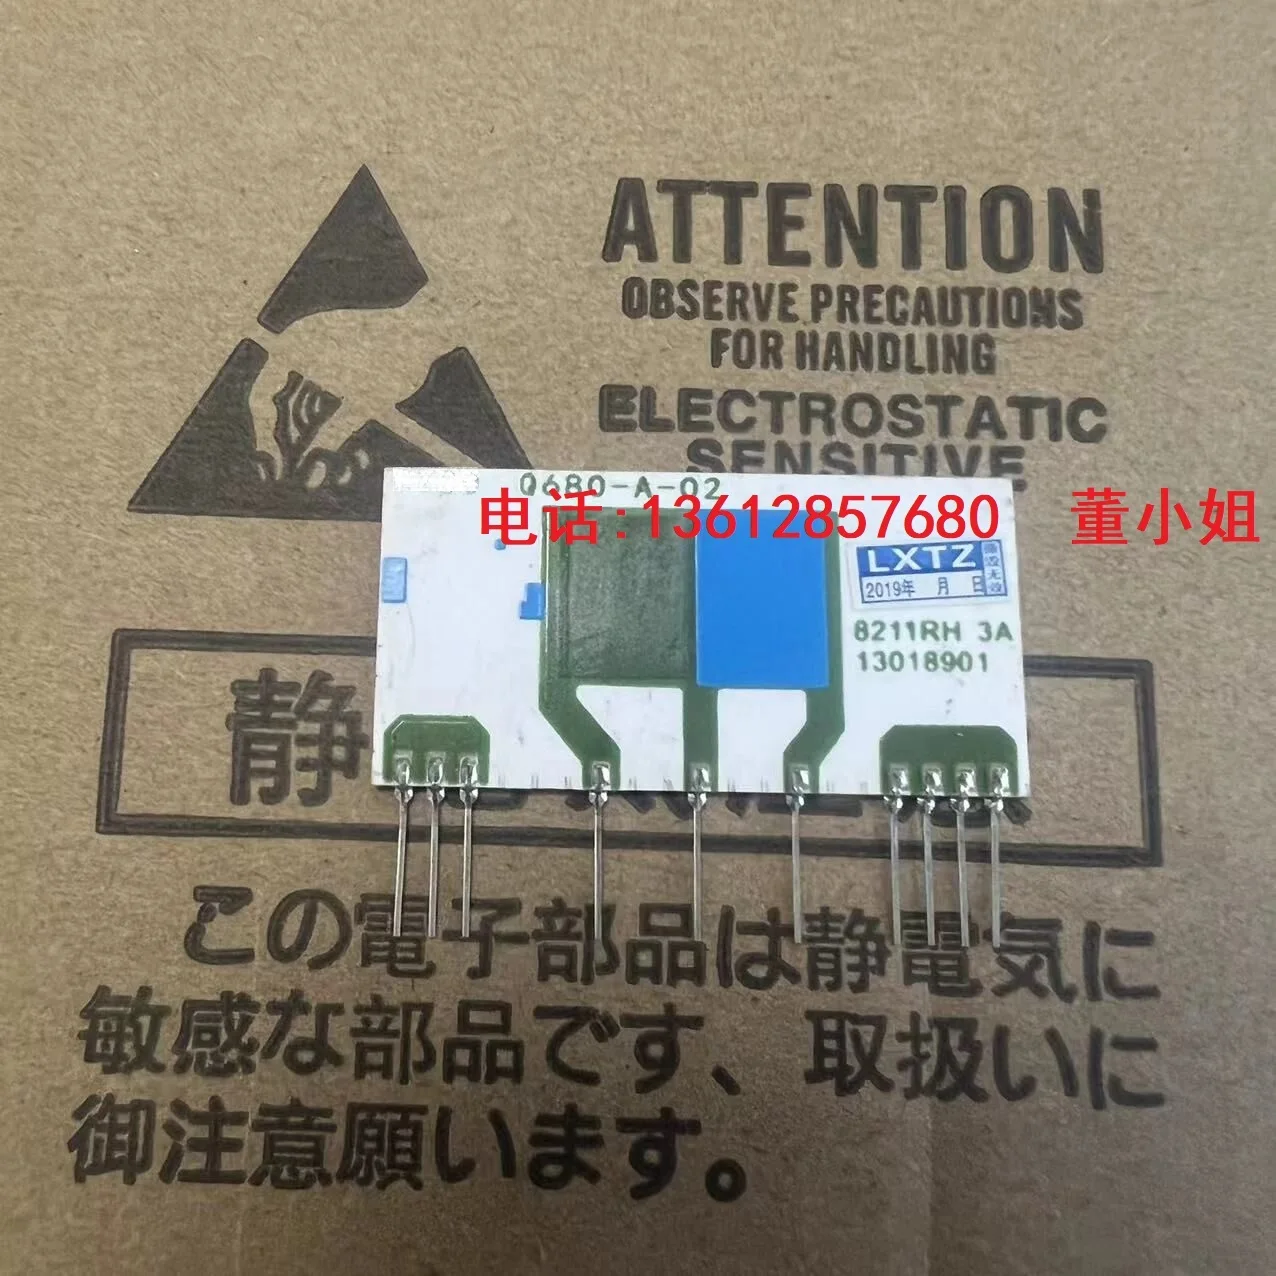 ATTENTION
OBSERVE PRECAUTIONS
FOR HANDLING
ELECTROSTATIC
SENSITIVE
Q680-A-02
电话:13612857680 董小姐
LXTZ
2019年 月 日
8211RH 3A
13018901
静
この電子部品は静電気に
敏感な部品です、取扱いに
御注意願います。